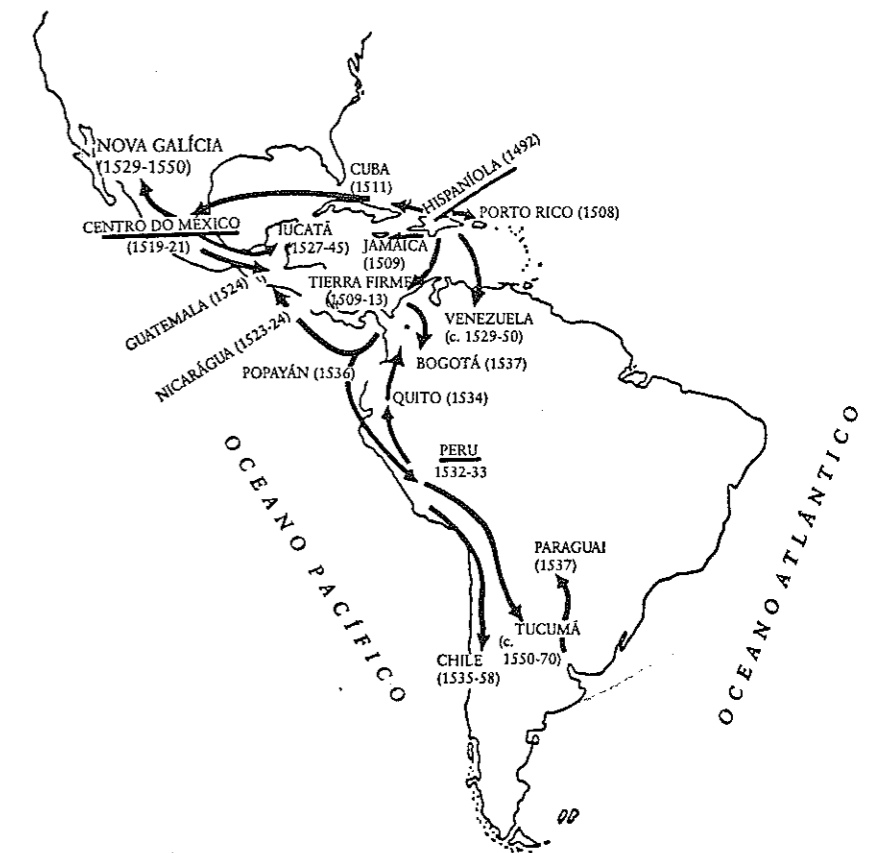 NOVA GALÍCIA
(1529-1550)
CUBA
(1511)
HISPANÍOLA (1492)
PORTO RICO (1508)
CENTRO DO MÉXICO
(1519-21)
IUCATÃ
(1527-45)
JAMAICA
(1509)
TIERRA FIRME
(1509-13)
GUATEMALA (1524)
VENEZUELA
(c. 1529-50)
NICARÁGUA (1523-24)
BOGOTÁ (1537)
POPAYÁN (1536)
QUITO (1534)
PERU
1532-33
OCEANO PACÍFICO
OCEANO ATLÂNTICO
PARAGUAI
(1537)
TUCUMÃ
(c.
1550-70)
CHILE
(1535-58)